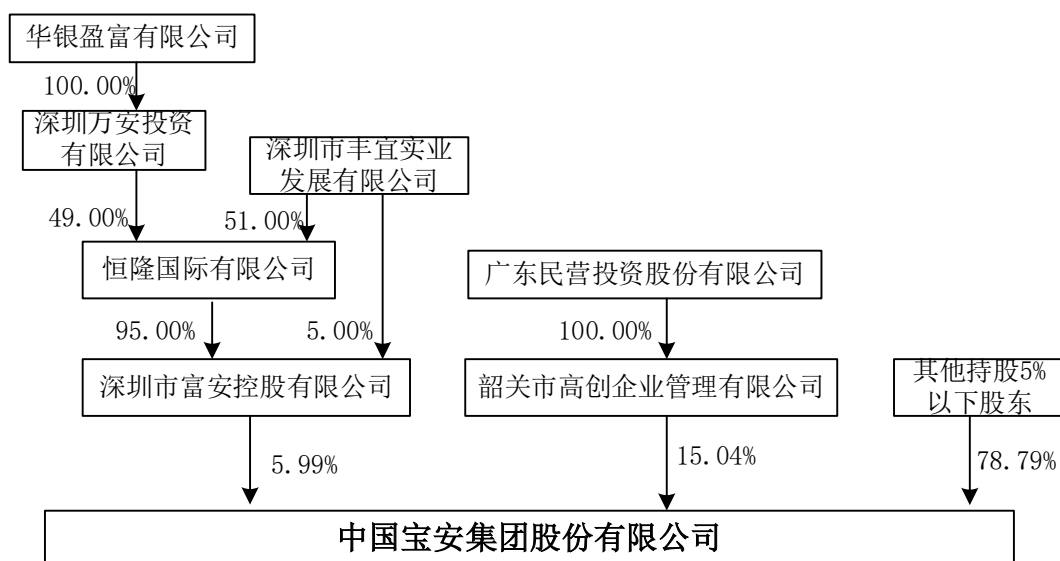 华银盈富有限公司
100.00%
深圳万安投资
有限公司
深圳市丰宜实业
发展有限公司
49.00%
51.00%
恒隆国际有限公司
广东民营投资股份有限公司
95.00%
5.00%
100.00%
深圳市富安控股有限公司
韶关市高创企业管理有限公司
其他持股5%
以下股东
5.99%
15.04%
78.79%
中国宝安集团股份有限公司